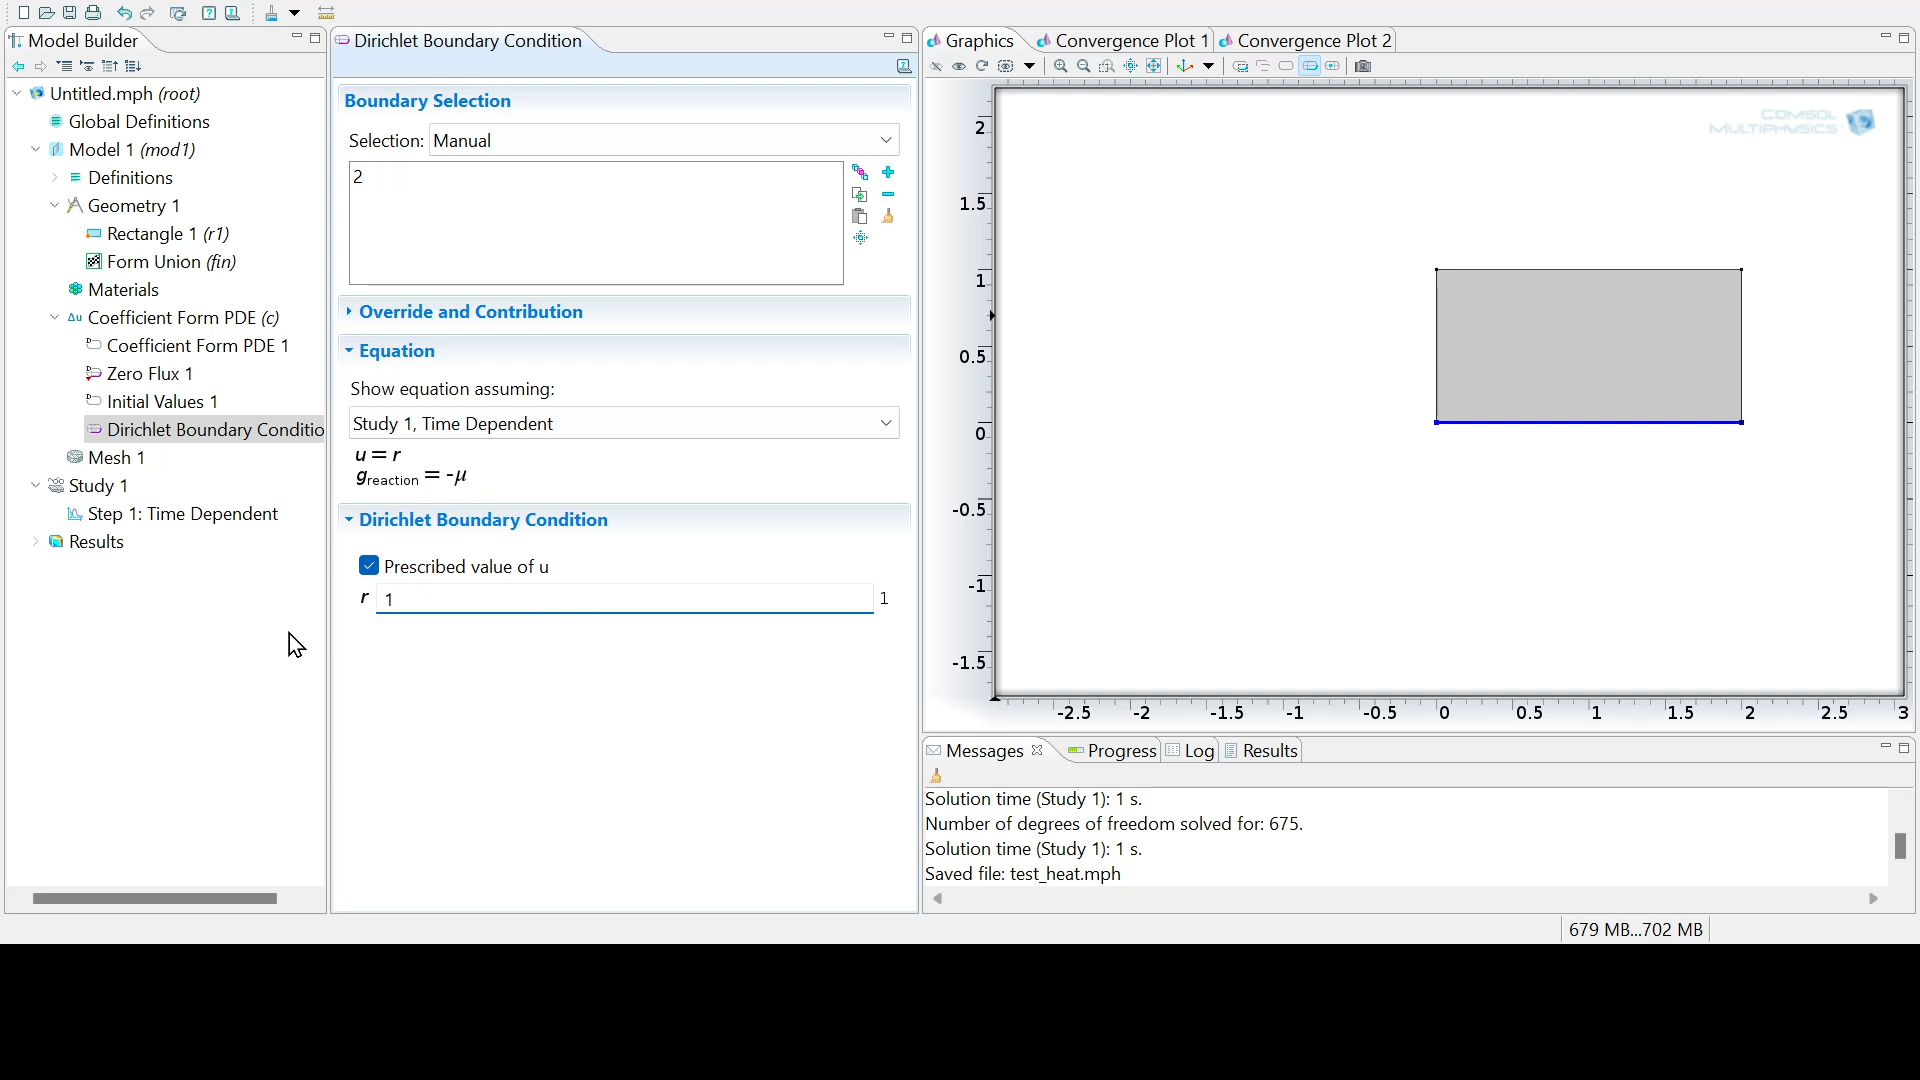 Model Builder
Untitled.mph (root)
Global Definitions
Model 1 (mod1)
Definitions
Geometry 1
Rectangle 1 (r1)
Form Union (fin)
Materials
Δu Coefficient Form PDE (c)
Coefficient Form PDE 1
Zero Flux 1
Initial Values 1
Dirichlet Boundary Conditio
Mesh 1
Study 1
Step 1: Time Dependent
Results
Dirichlet Boundary Condition
Boundary Selection
Selection: Manual
2
Override and Contribution
Equation
Show equation assuming:
Study 1, Time Dependent
u = r
greaction = -μ
Dirichlet Boundary Condition
Prescribed value of u
r 1 1
Graphics Convergence Plot 1 Convergence Plot 2
COMSOL
MULTIPHYSICS
2
1.5
1
0.5
0
-0.5
-1
-1.5
-2.5 -2 -1.5 -1 -0.5 0 0.5 1 1.5 2 2.5 3
Messages Progress Log Results
Solution time (Study 1): 1 s.
Number of degrees of freedom solved for: 675.
Solution time (Study 1): 1 s.
Saved file: test_heat.mph
679 MB...702 MB